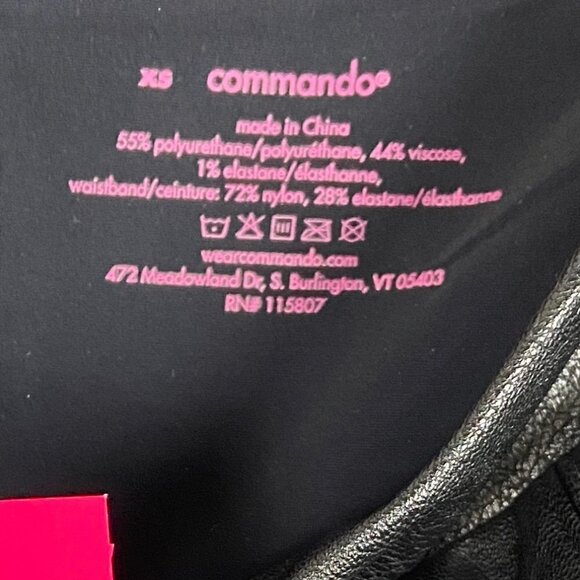 xs commando®
made in China
55% polyurethane/polyuréthane, 44% viscose,
1% elastane/élasthanne,
waistband/ceinture: 72% nylon, 28% elastane/élasthanne
wearcommando.com
472 Meadowland Dr, S. Burlington, VT 05403
RN# 115807